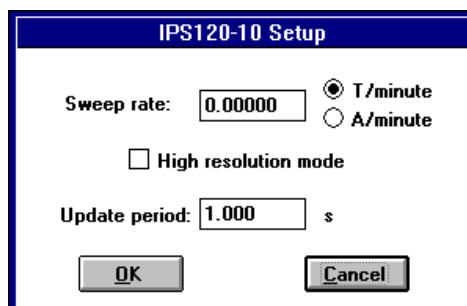 IPS120-10 Setup
Sweep rate: 0.00000 T/minute
A/minute
High resolution mode
Update period: 1.000 s
OK Cancel